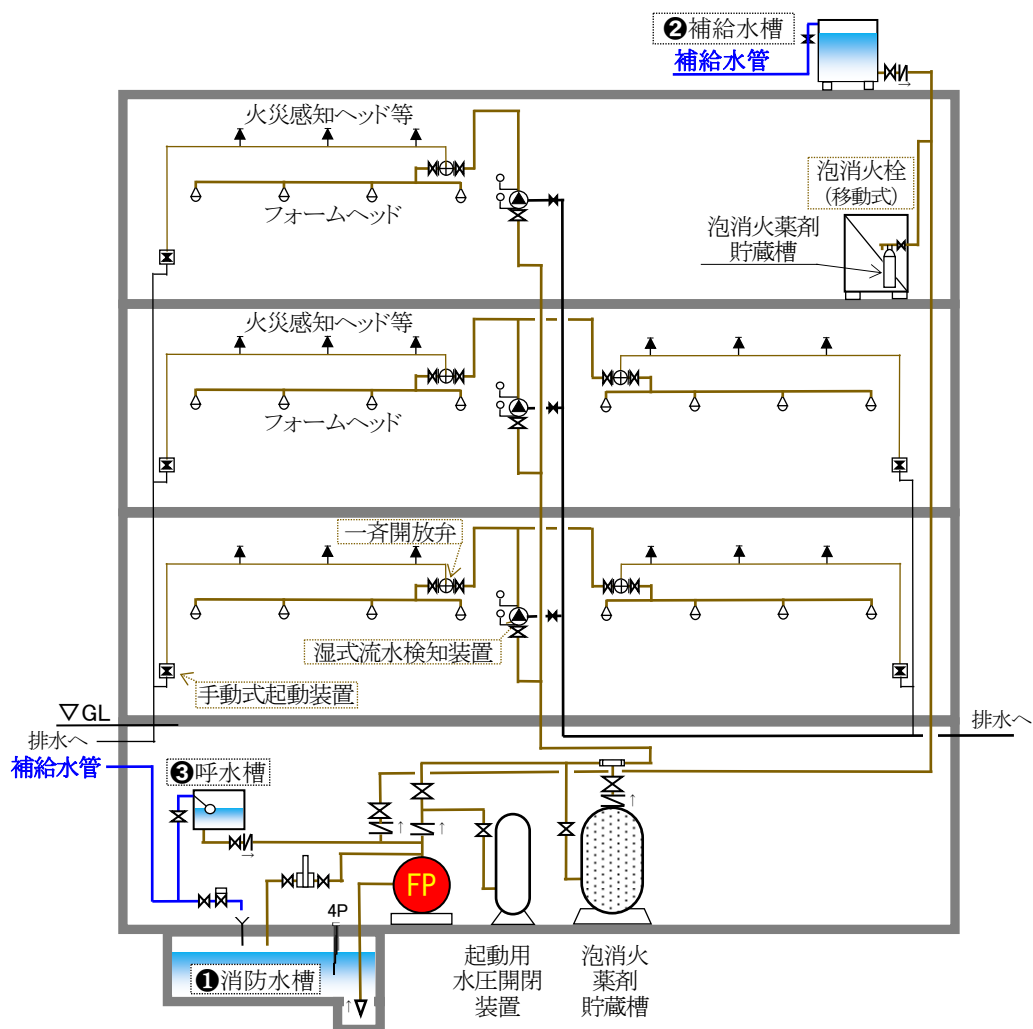 ❷補給水槽
補給水管
火災感知ヘッド等
フォームヘッド
泡消火栓
(移動式)
泡消火薬剤
貯蔵槽
火災感知ヘッド等
フォームヘッド
一斉開放弁
湿式流水検知装置
手動式起動装置
▽GL
排水へ
排水へ
補給水管
❸呼水槽
FP
4P
❶消防水槽
起動用
水圧開閉
装置
泡消火
薬剤
貯蔵槽